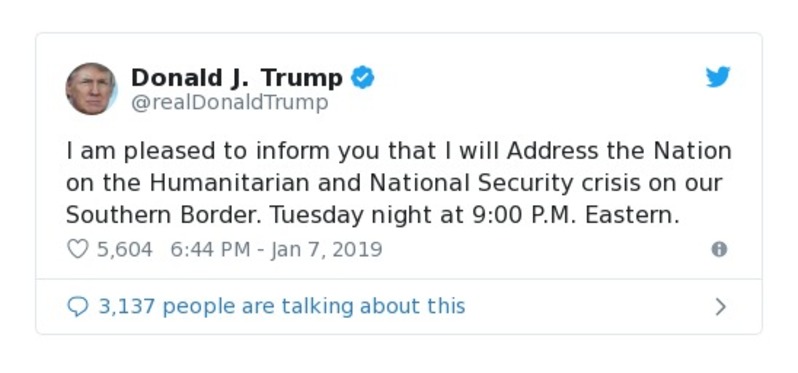 Donald J. Trump
@realDonaldTrump
I am pleased to inform you that I will Address the Nation
on the Humanitarian and National Security crisis on our
Southern Border. Tuesday night at 9:00 P.M. Eastern.
5,604 6:44 PM - Jan 7, 2019
3,137 people are talking about this